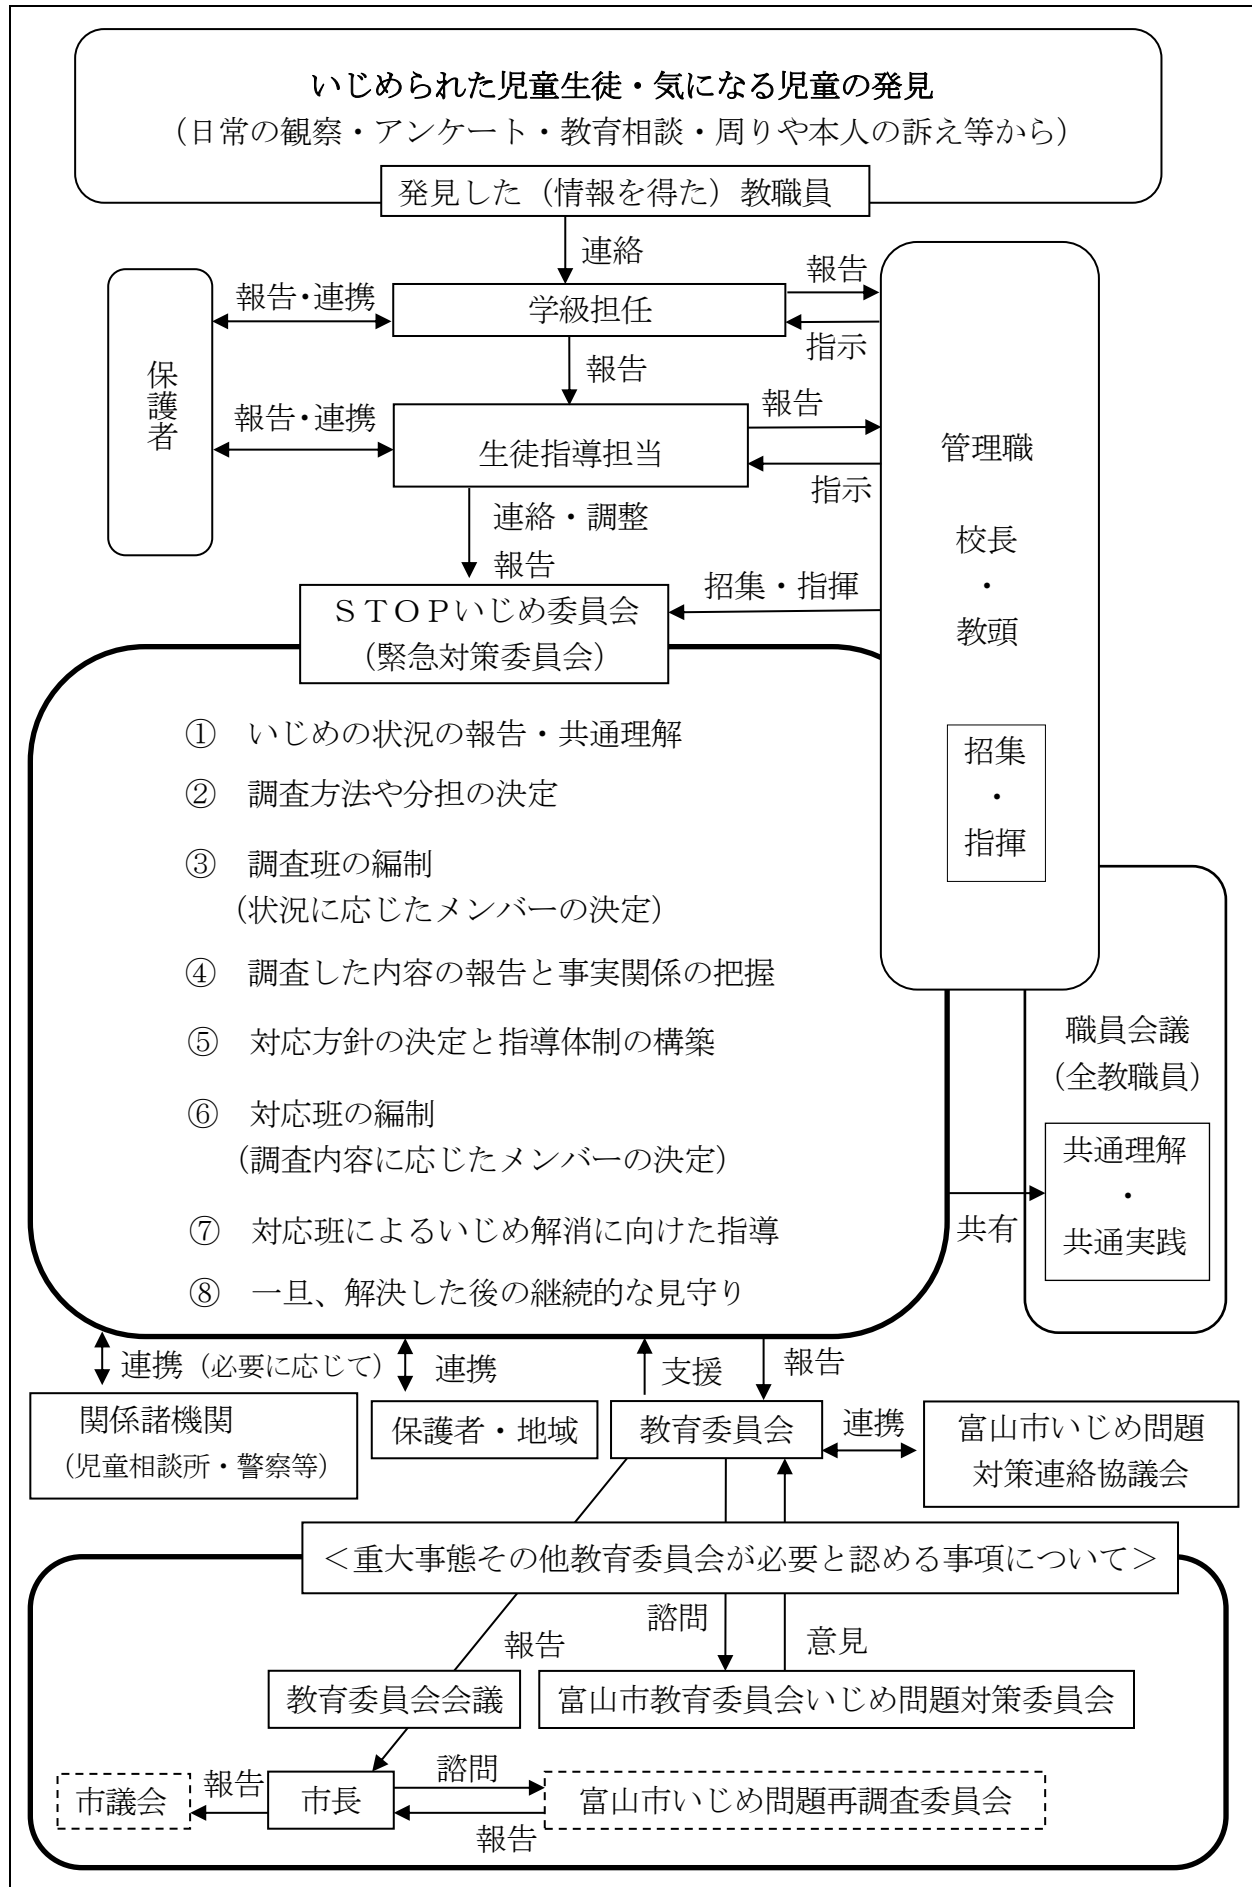 いじめられた児童生徒・気になる児童の発見
（日常の観察・アンケート・教育相談・周りや本人の訴え等から）
発見した（情報を得た）教職員
連絡
学級担任
報告・連携
報告
指示
報告
保護者
報告・連携
生徒指導担当
報告
指示
連絡・調整
報告
管理職
校長
・
教頭
招集・指揮
ＳＴＯＰいじめ委員会
（緊急対策委員会）
招集
・
指揮
① いじめの状況の報告・共通理解
② 調査方法や分担の決定
③ 調査班の編制
（状況に応じたメンバーの決定）
④ 調査した内容の報告と事実関係の把握
⑤ 対応方針の決定と指導体制の構築
⑥ 対応班の編制
（調査内容に応じたメンバーの決定）
⑦ 対応班によるいじめ解消に向けた指導
⑧ 一旦、解決した後の継続的な見守り
職員会議
（全教職員）
共通理解
・
共通実践
共有
連携（必要に応じて）
連携
支援
報告
関係諸機関
（児童相談所・警察等）
保護者・地域
教育委員会
連携
富山市いじめ問題
対策連絡協議会
＜重大事態その他教育委員会が必要と認める事項について＞
報告
諮問
意見
教育委員会会議
富山市教育委員会いじめ問題対策委員会
市議会
報告
市長
諮問
報告
富山市いじめ問題再調査委員会